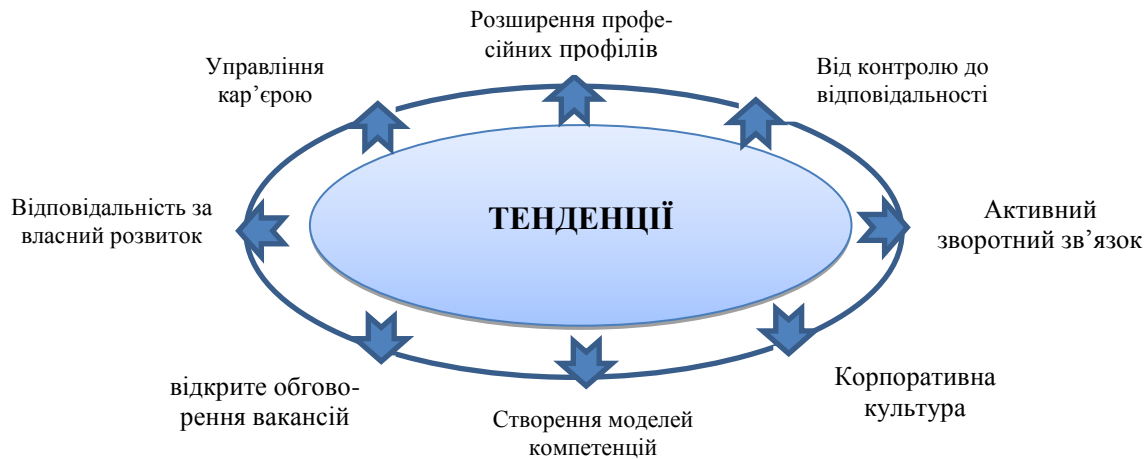 Розширення профе-
сійних профілів
Управління
кар’єрою
Від контролю до
відповідальності
Відповідальність за
власний розвиток
ТЕНДЕНЦІЇ
Активний
зворотний зв’язок
відкрите обгово-
рення вакансій
Створення моделей
компетенцій
Корпоративна
культура